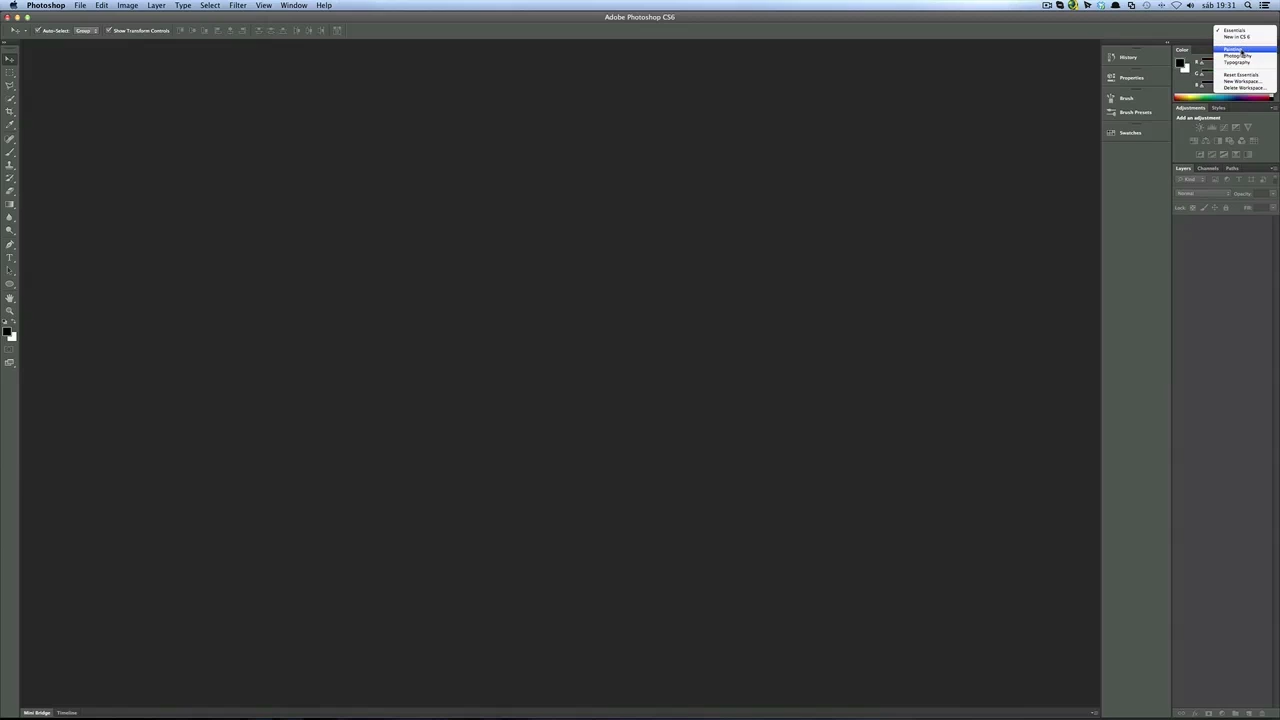 Photoshop File Edit Image Layer Type Select Filter View Window Help sáb 19:31
Adobe Photoshop CS6
Auto-Select: Group Show Transform Controls
Essentials
New in CS 6
Painting
Photography
Typography
Reset Essentials
New Workspace...
Delete Workspace...
Color
R
G
B
History
Properties
Brush
Brush Presets
Swatches
Adjustments Styles
Add an adjustment
Layers Channels Paths
Kind
Normal Opacity:
Lock: Fill:
Mini Bridge Timeline